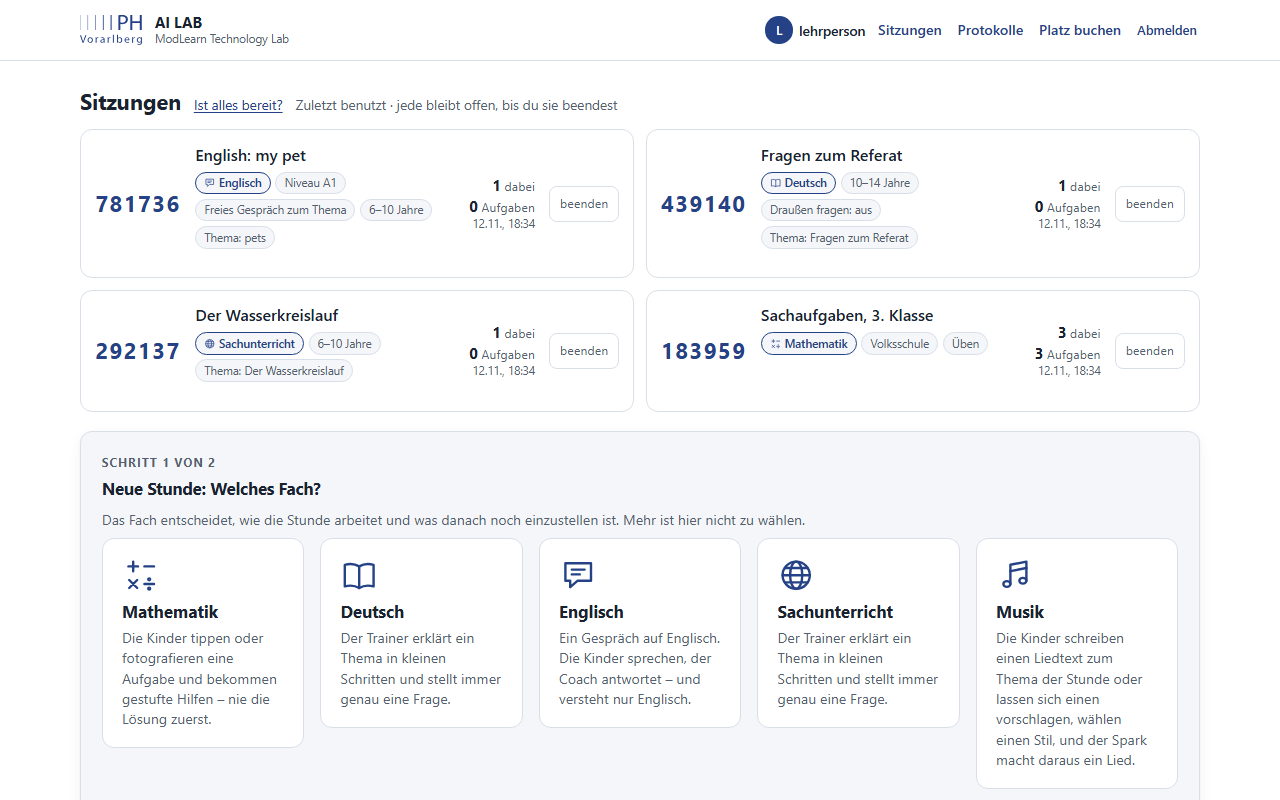 PH
Vorarlberg
AI LAB
ModLearn Technology Lab
L lehrperson Sitzungen Protokolle Platz buchen Abmelden
Sitzungen Ist alles bereit? Zuletzt benutzt · jede bleibt offen, bis du sie beendest
781736
English: my pet
Englisch Niveau A1
Freies Gespräch zum Thema 6–10 Jahre
Thema: pets
1 dabei
0 Aufgaben
12.11., 18:34
beenden
439140
Fragen zum Referat
Deutsch 10–14 Jahre
Draußen fragen: aus
Thema: Fragen zum Referat
1 dabei
0 Aufgaben
12.11., 18:34
beenden
292137
Der Wasserkreislauf
Sachunterricht 6–10 Jahre
Thema: Der Wasserkreislauf
1 dabei
0 Aufgaben
12.11., 18:34
beenden
183959
Sachaufgaben, 3. Klasse
Mathematik Volksschule Üben
3 dabei
3 Aufgaben
12.11., 18:34
beenden
SCHRITT 1 VON 2
Neue Stunde: Welches Fach?
Das Fach entscheidet, wie die Stunde arbeitet und was danach noch einzustellen ist. Mehr ist hier nicht zu wählen.
Mathematik
Die Kinder tippen oder
fotografieren eine
Aufgabe und bekommen
gestufte Hilfen – nie die
Lösung zuerst.
Deutsch
Der Trainer erklärt ein
Thema in kleinen
Schritten und stellt immer
genau eine Frage.
Englisch
Ein Gespräch auf Englisch.
Die Kinder sprechen, der
Coach antwortet – und
versteht nur Englisch.
Sachunterricht
Der Trainer erklärt ein
Thema in kleinen
Schritten und stellt immer
genau eine Frage.
Musik
Die Kinder schreiben
einen Liedtext zum
Thema der Stunde oder
lassen sich einen
vorschlagen, wählen
einen Stil, und der Spark
macht daraus ein Lied.